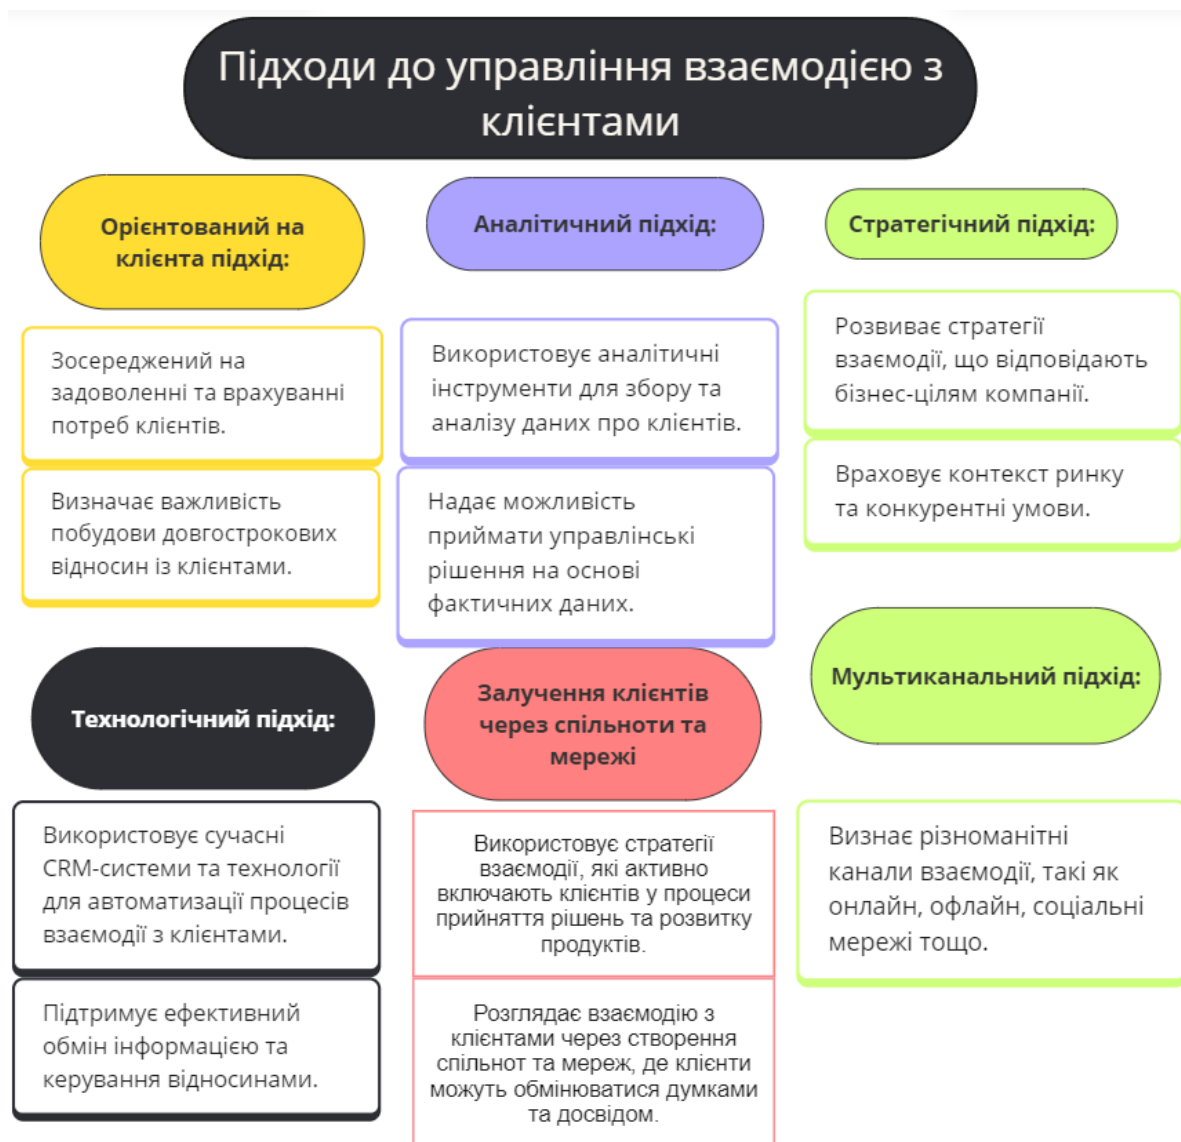 Підходи до управління взаємодією з
клієнтами
Орієнтований на
клієнта підхід:
Зосереджений на
задоволенні та врахуванні
потреб клієнтів.
Визначає важливість
побудови довгострокових
відносин із клієнтами.
Аналітичний підхід:
Використовує аналітичні
інструменти для збору та
аналізу даних про клієнтів.
Надає можливість
приймати управлінські
рішення на основі
фактичних даних.
Стратегічний підхід:
Розвиває стратегії
взаємодії, що відповідають
бізнес-цілям компанії.
Враховує контекст ринку
та конкурентні умови.
Технологічний підхід:
Використовує сучасні
CRM-системи та технології
для автоматизації процесів
взаємодії з клієнтами.
Підтримує ефективний
обмін інформацією та
керування відносинами.
Залучення клієнтів
через спільноти та
мережі
Використовує стратегії
взаємодії, які активно
включають клієнтів у процеси
прийняття рішень та розвитку
продуктів.
Розглядає взаємодію з
клієнтами через створення
спільнот та мереж, де клієнти
можуть обмінюватися думками
та досвідом.
Мультиканальний підхід:
Визнає різноманітні
канали взаємодії, такі як
онлайн, офлайн, соціальні
мережі тощо.